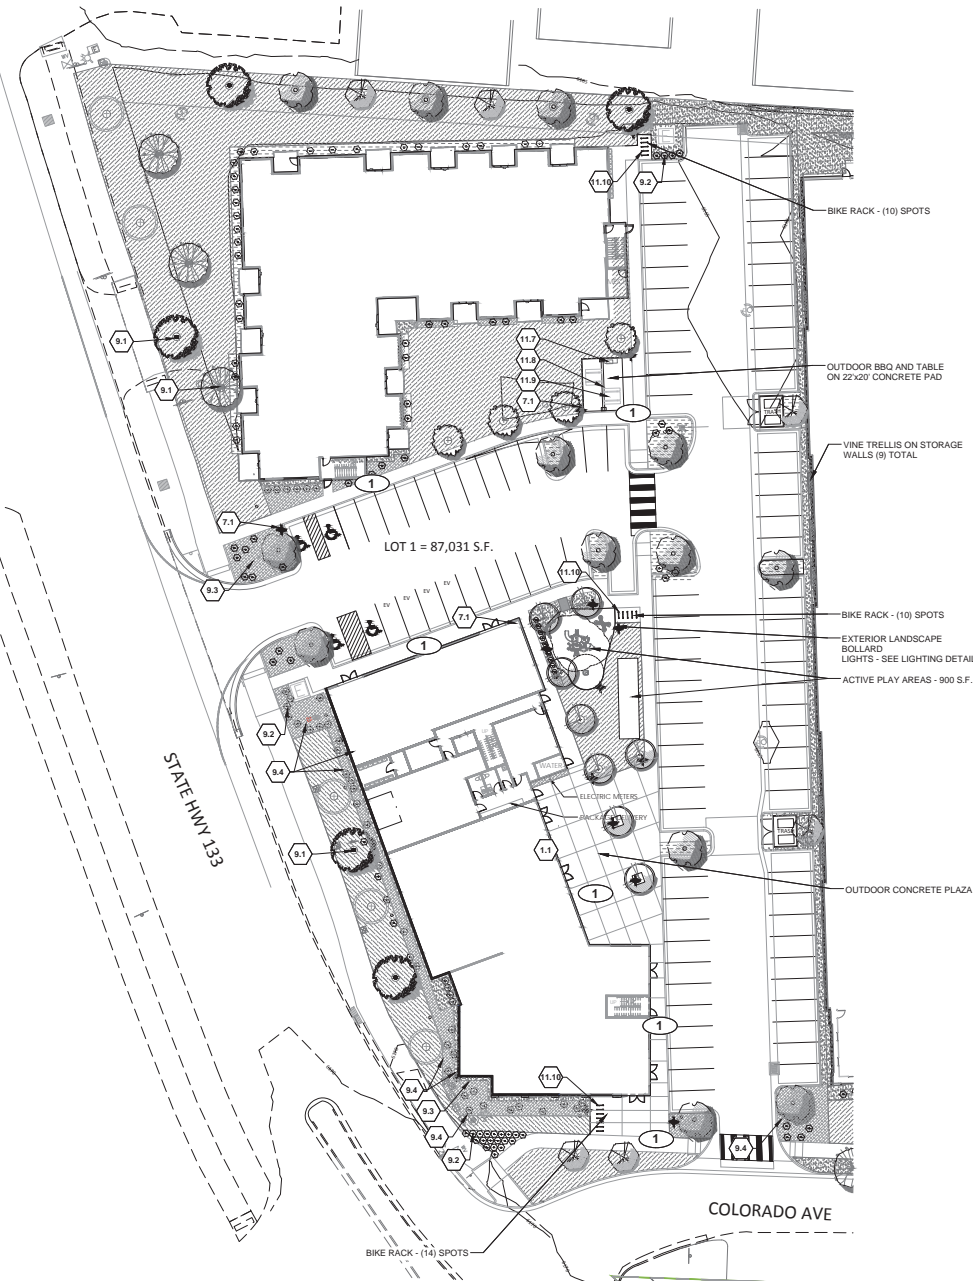 11.10
9.2
BIKE RACK - (10) SPOTS
9.1
11.7
11.8
11.9
7.1
OUTDOOR BBQ AND TABLE
ON 22'x20' CONCRETE PAD
9.1
1
TRASH
VINE TRELLIS ON STORAGE
WALLS (9) TOTAL
1
7.1
LOT 1 = 87,031 S.F.
11.10
9.3
EV
EV
EV
EV
7.1
BIKE RACK - (10) SPOTS
1
EXTERIOR LANDSCAPE
BOLLARD
LIGHTS - SEE LIGHTING DETAIL
ACTIVE PLAY AREAS - 900 S.F.
9.2
UP
9.4
WATER
STATE HWY 133
ELECTRIC METERS
PACKAGE DELIVERY
TRASH
9.1
1.1
1
OUTDOOR CONCRETE PLAZA
UP
1
11.10
9.4
9.3
9.4
1
9.4
9.2
COLORADO AVE
BIKE RACK - (14) SPOTS